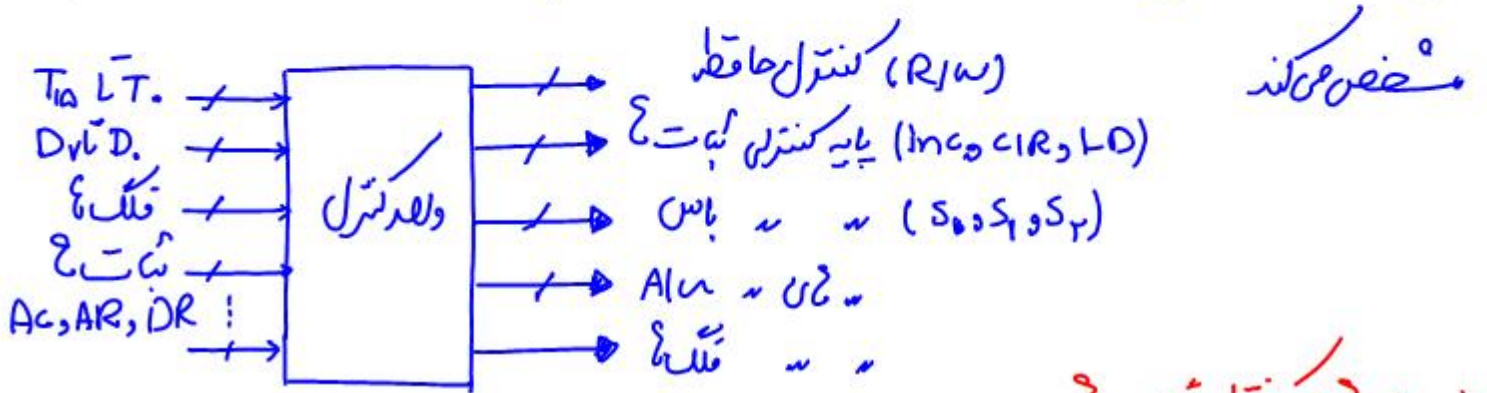 مشخص می‌کند
کنترل حافظه (R/W)
پایه کنترلی ثبات ها (Inc, CLR, LD)
〃 〃 باس (S₀ و S₁ و S₂)
〃 های 〃 Alu
〃 〃 فلگ ها
واحد کنترل
T₀ تا T₁₅
D₀ تا D₇
فلگ ها
ثبات ها
Ac, AR, DR